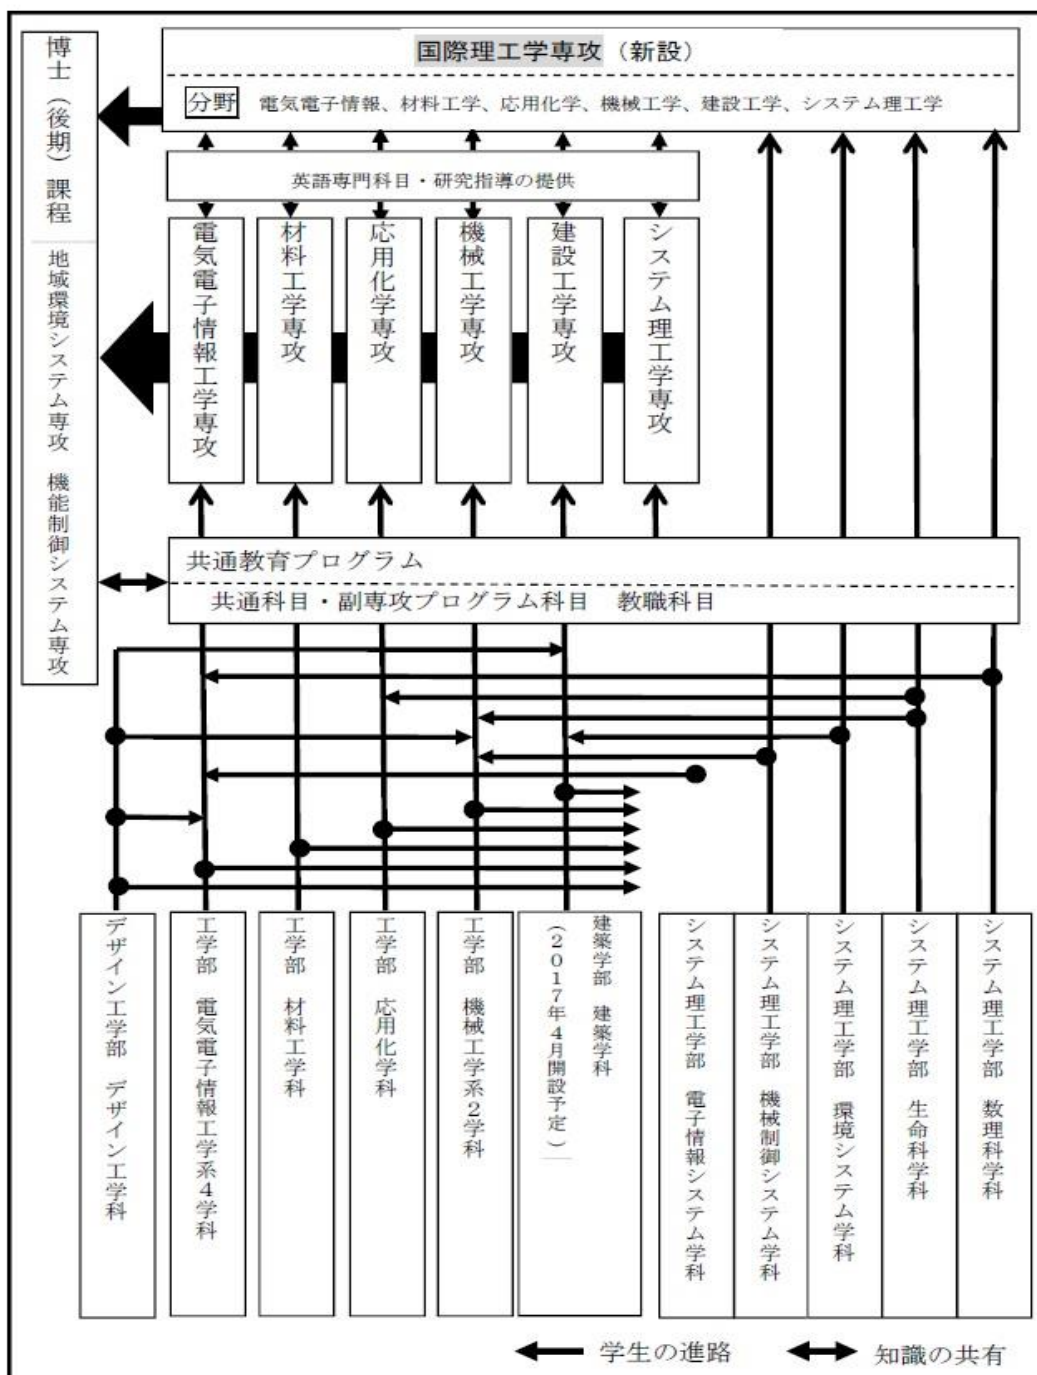 国際理工学専攻（新設）
分野　電気電子情報、材料工学、応用化学、機械工学、建設工学、システム理工学
博士（後期）課程
地域環境システム専攻　機能制御システム専攻
英語専門科目・研究指導の提供
電気電子情報工学専攻
材料工学専攻
応用化学専攻
機械工学専攻
建設工学専攻
システム理工学専攻
共通教育プログラム
共通科目・副専攻プログラム科目　教職科目
デザイン工学部　デザイン工学科
工学部　電気電子情報工学系4学科
工学部　材料工学科
工学部　応用化学科
工学部　機械工学系2学科
建築学部　建築学科
（2017年4月開設予定）
システム理工学部　電子情報システム学科
システム理工学部　機械制御システム学科
システム理工学部　環境システム学科
システム理工学部　生命科学科
システム理工学部　数理科学科
学生の進路
知識の共有